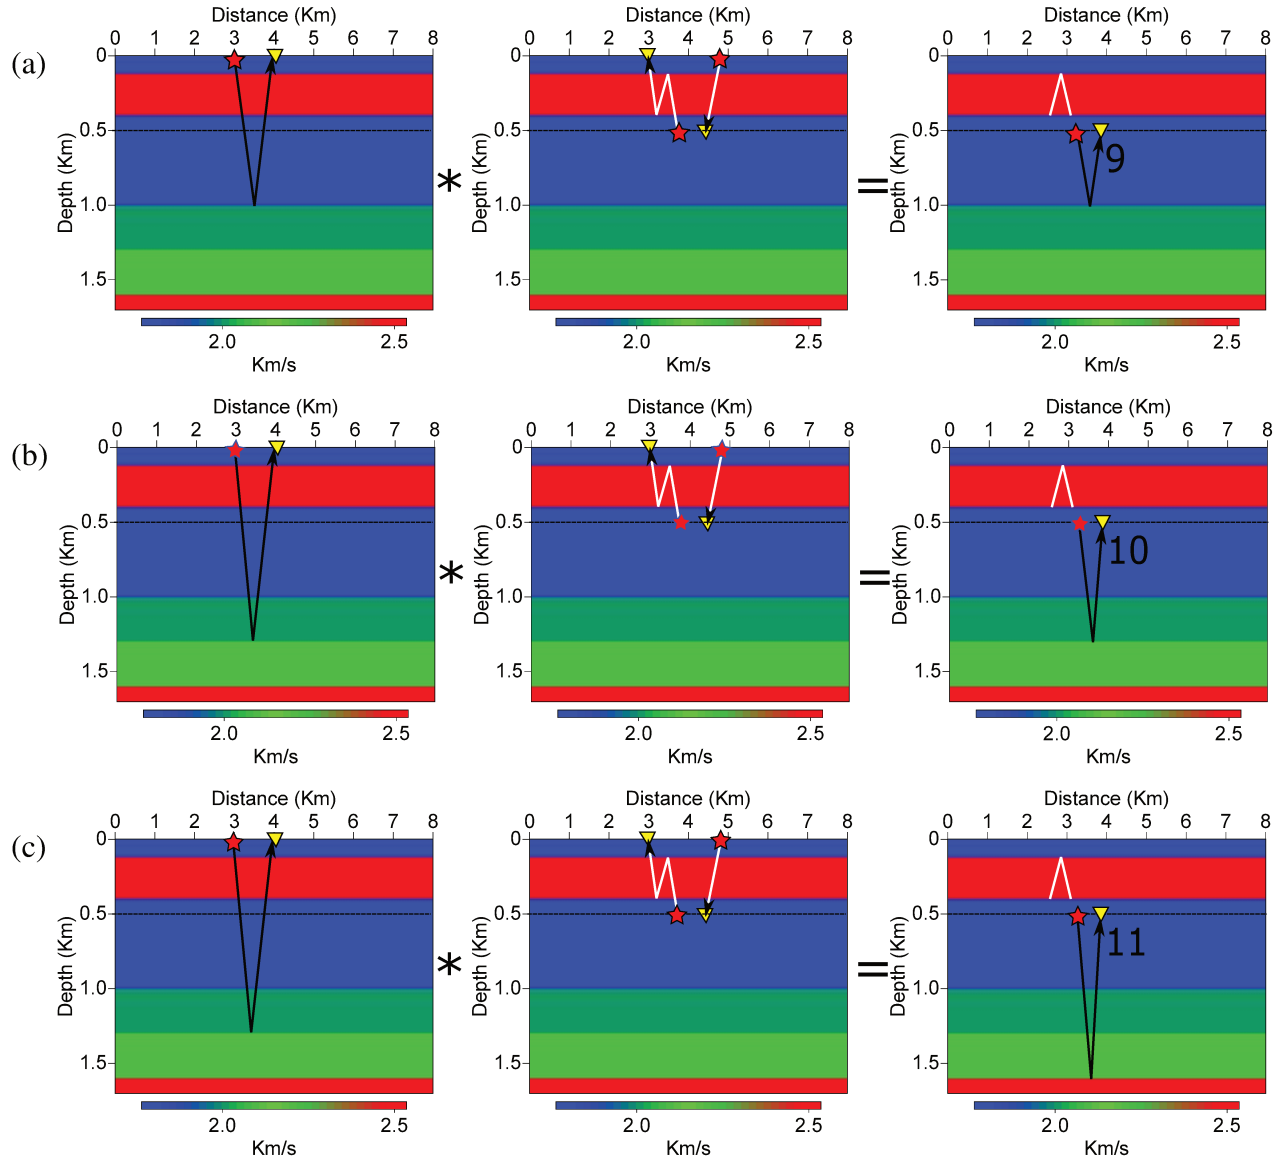 Distance (Km) Distance (Km) Distance (Km)
0 1 2 3 4 5 6 7 8 0 1 2 3 4 5 6 7 8 0 1 2 3 4 5 6 7 8
(a)
Depth (Km) Depth (Km) Depth (Km)
0 0 0
0.5 0.5 0.5
1.0 1.0 1.0
1.5 1.5 1.5
* =
9
2.0 2.5 2.0 2.5 2.0 2.5
Km/s Km/s Km/s
Distance (Km) Distance (Km) Distance (Km)
0 1 2 3 4 5 6 7 8 0 1 2 3 4 5 6 7 8 0 1 2 3 4 5 6 7 8
(b)
Depth (Km) Depth (Km) Depth (Km)
0 0 0
0.5 0.5 0.5
1.0 1.0 1.0
1.5 1.5 1.5
* =
10
2.0 2.5 2.0 2.5 2.0 2.5
Km/s Km/s Km/s
Distance (Km) Distance (Km) Distance (Km)
0 1 2 3 4 5 6 7 8 0 1 2 3 4 5 6 7 8 0 1 2 3 4 5 6 7 8
(c)
Depth (Km) Depth (Km) Depth (Km)
0 0 0
0.5 0.5 0.5
1.0 1.0 1.0
1.5 1.5 1.5
* =
11
2.0 2.5 2.0 2.5 2.0 2.5
Km/s Km/s Km/s